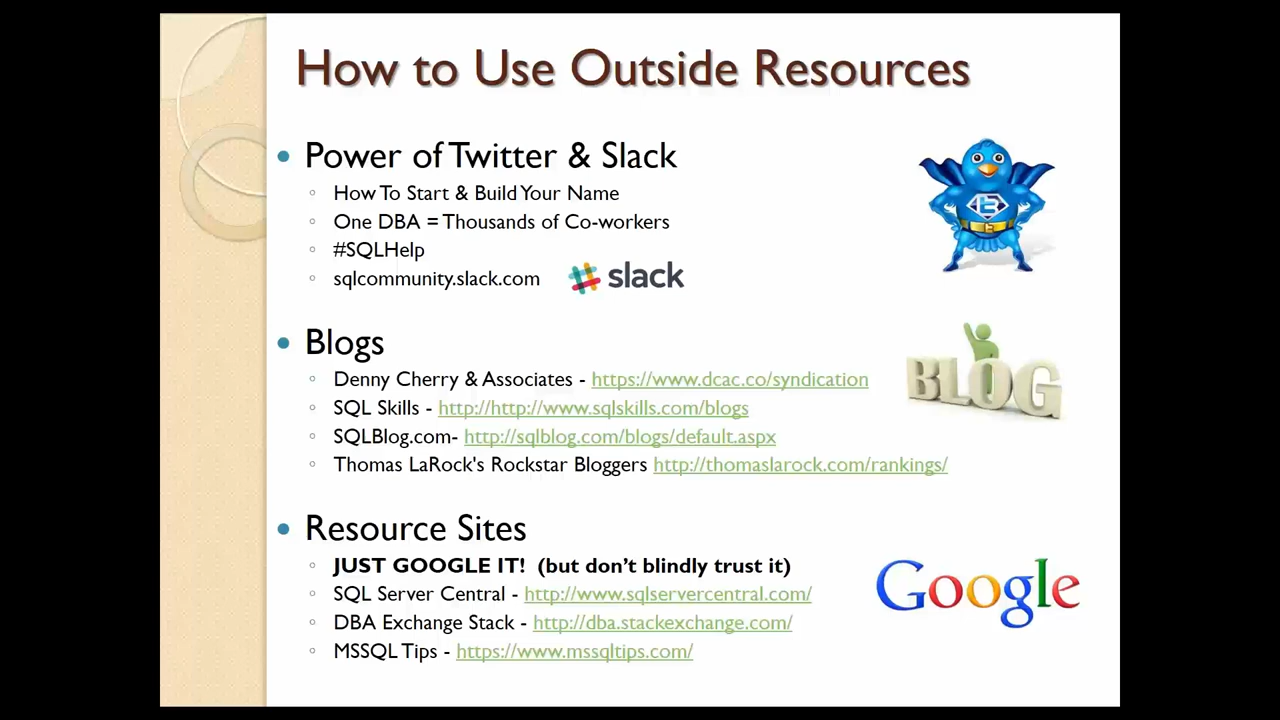 How to Use Outside Resources
Power of Twitter & Slack
How To Start & Build Your Name
One DBA = Thousands of Co-workers
#SQLHelp
sqlcommunity.slack.com
slack
Blogs
Denny Cherry & Associates - https://www.dcac.co/syndication
SQL Skills - http://http://www.sqlskills.com/blogs
SQLBlog.com- http://sqlblog.com/blogs/default.aspx
Thomas LaRock's Rockstar Bloggers http://thomaslarock.com/rankings/
BLOG
Resource Sites
JUST GOOGLE IT! (but don’t blindly trust it)
SQL Server Central - http://www.sqlservercentral.com/
DBA Exchange Stack - http://dba.stackexchange.com/
MSSQL Tips - https://www.mssqltips.com/
Google